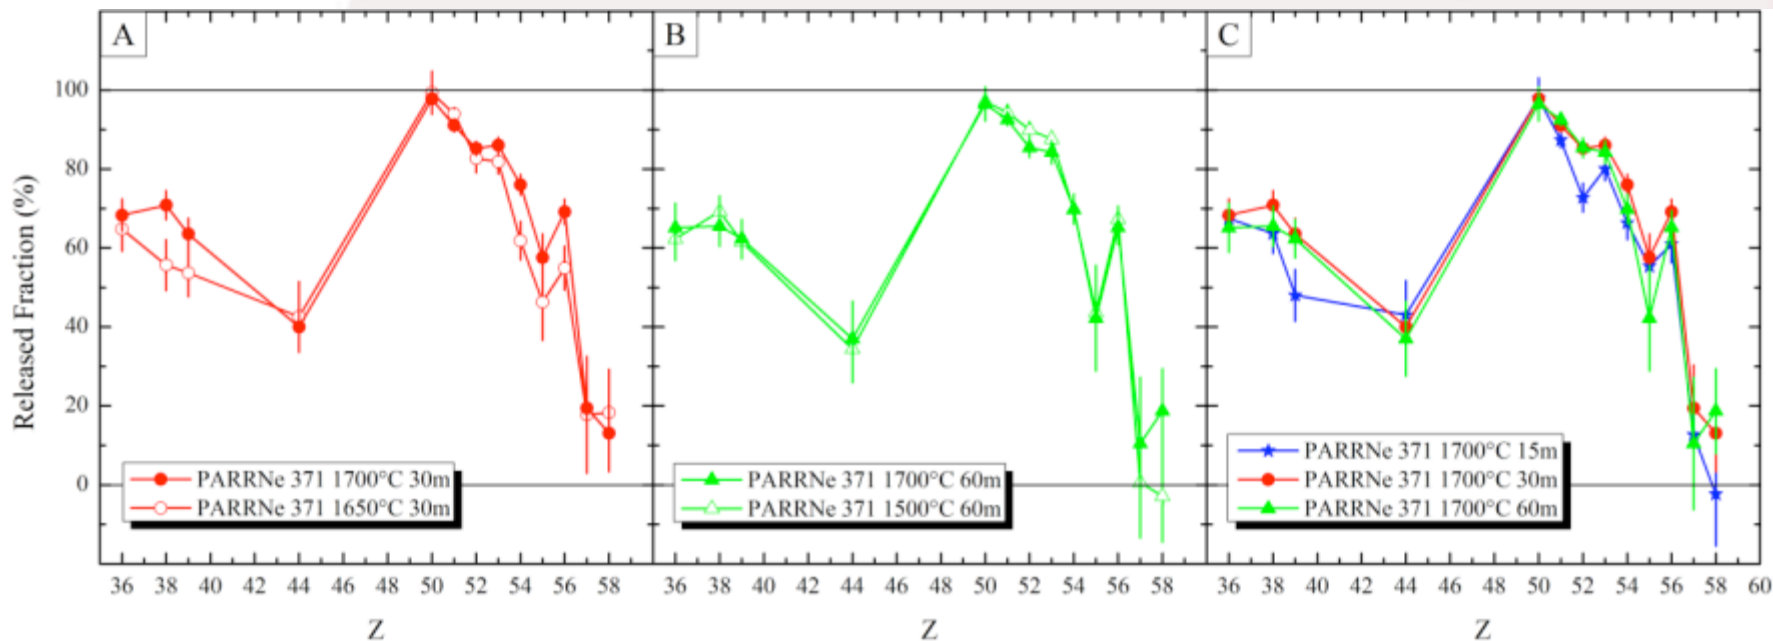 A
B
C
Released Fraction (%)
100
80
60
40
20
0
PARRNe 371 1700°C 30m
PARRNe 371 1650°C 30m
PARRNe 371 1700°C 60m
PARRNe 371 1500°C 60m
PARRNe 371 1700°C 15m
PARRNe 371 1700°C 30m
PARRNe 371 1700°C 60m
36 38 40 42 44 46 48 50 52 54 56 58 36 38 40 42 44 46 48 50 52 54 56 58 36 38 40 42 44 46 48 50 52 54 56 58 60
Z Z Z